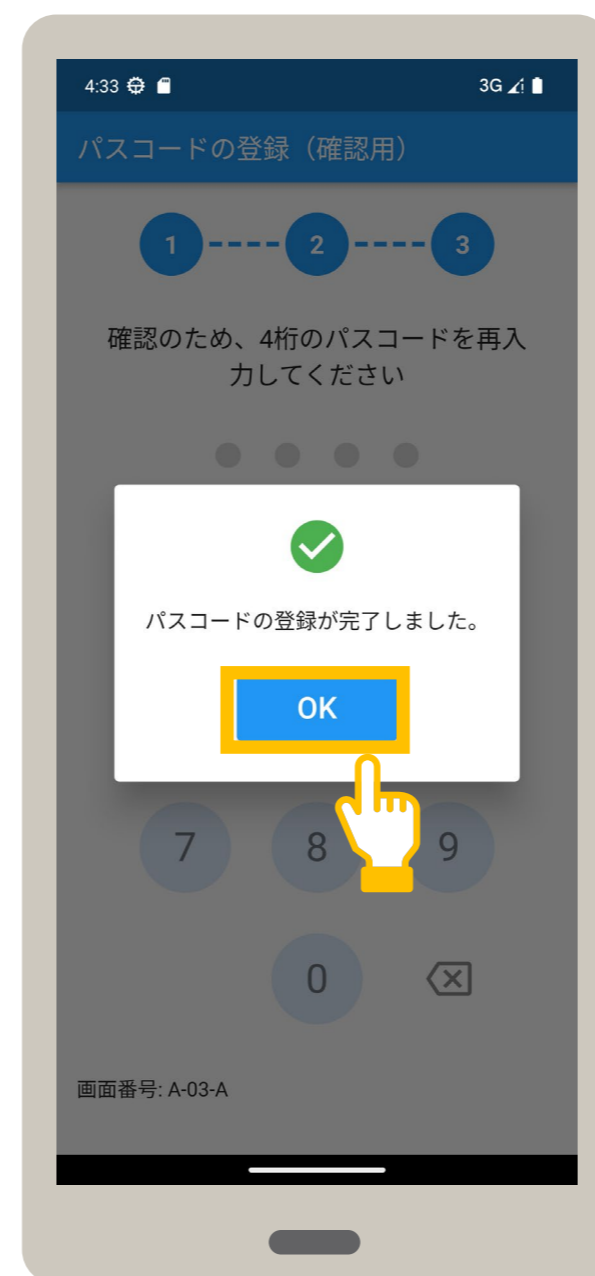 4:33
3G
パスコードの登録（確認用）
1
2
3
確認のため、4桁のパスコードを再入
力してください
パスコードの登録が完了しました。
OK
7
8
9
0
画面番号: A-03-A